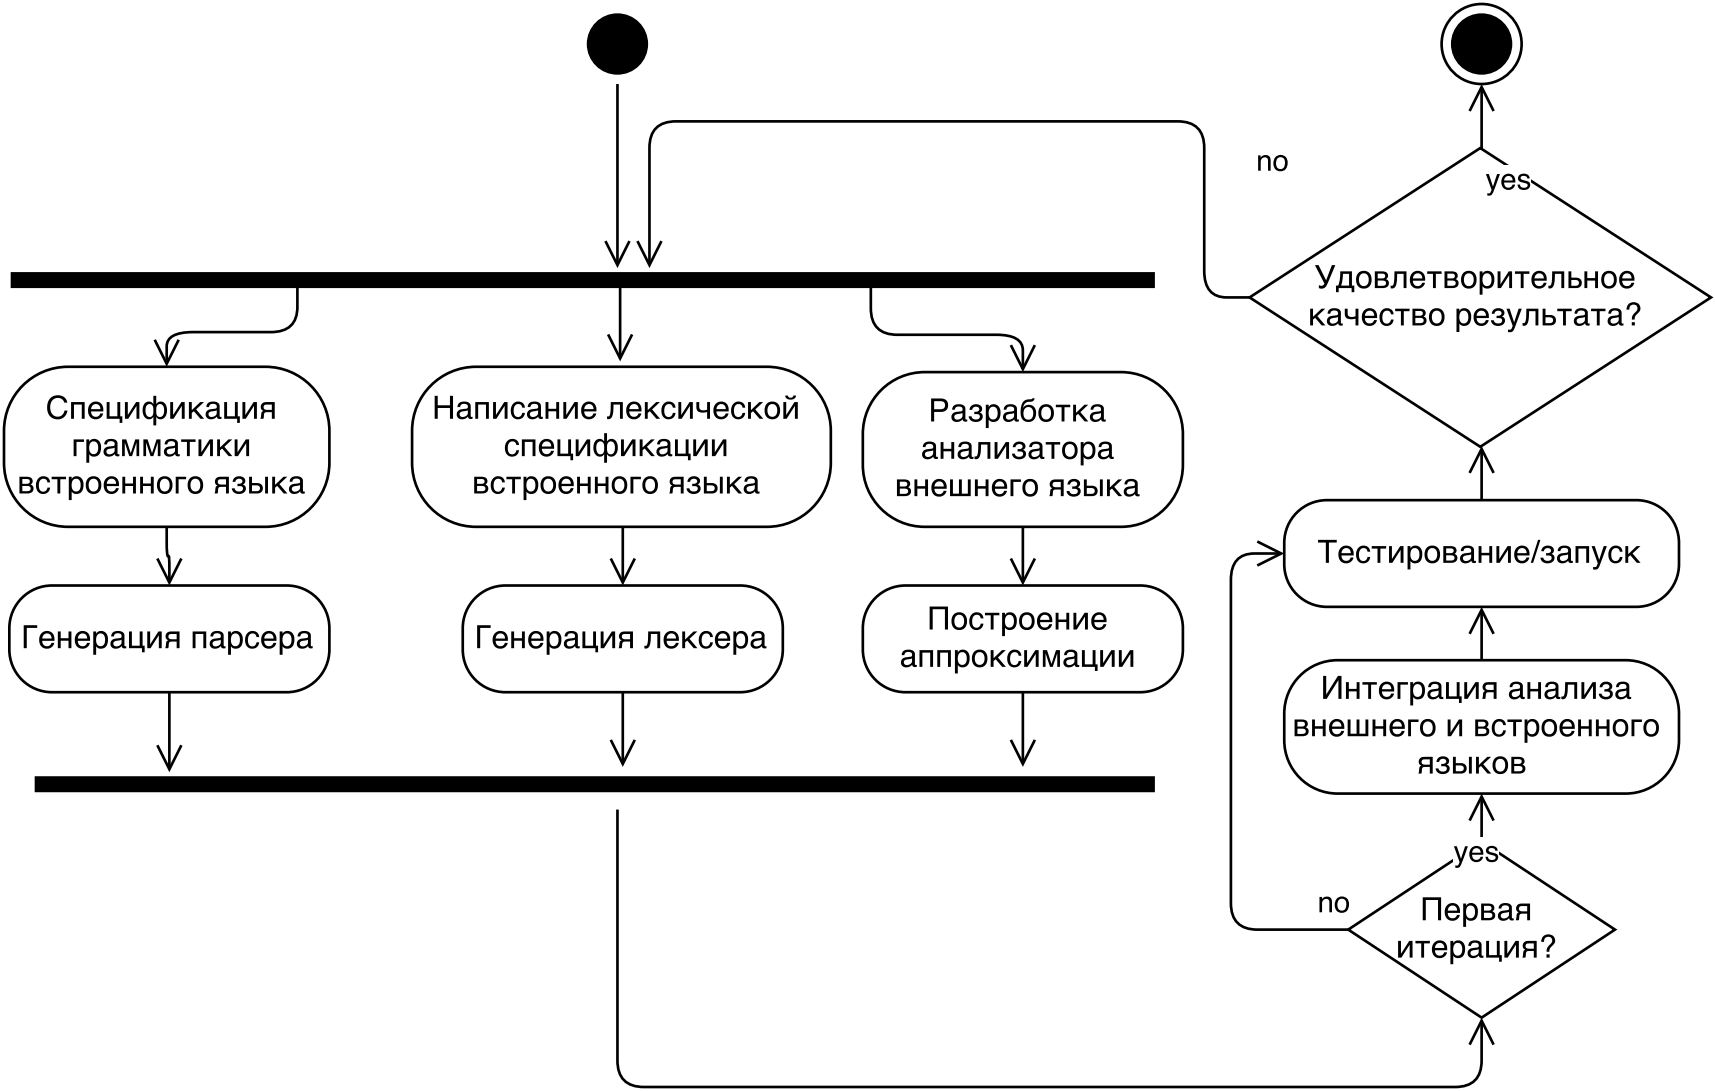 no
yes
Удовлетворительное
качество результата?
Спецификация
грамматики
встроенного языка
Написание лексической
спецификации
встроенного языка
Разработка
анализатора
внешнего языка
Тестирование/запуск
Генерация парсера
Генерация лексера
Построение
аппроксимации
Интеграция анализа
внешнего и встроенного
языков
yes
no
Первая
итерация?